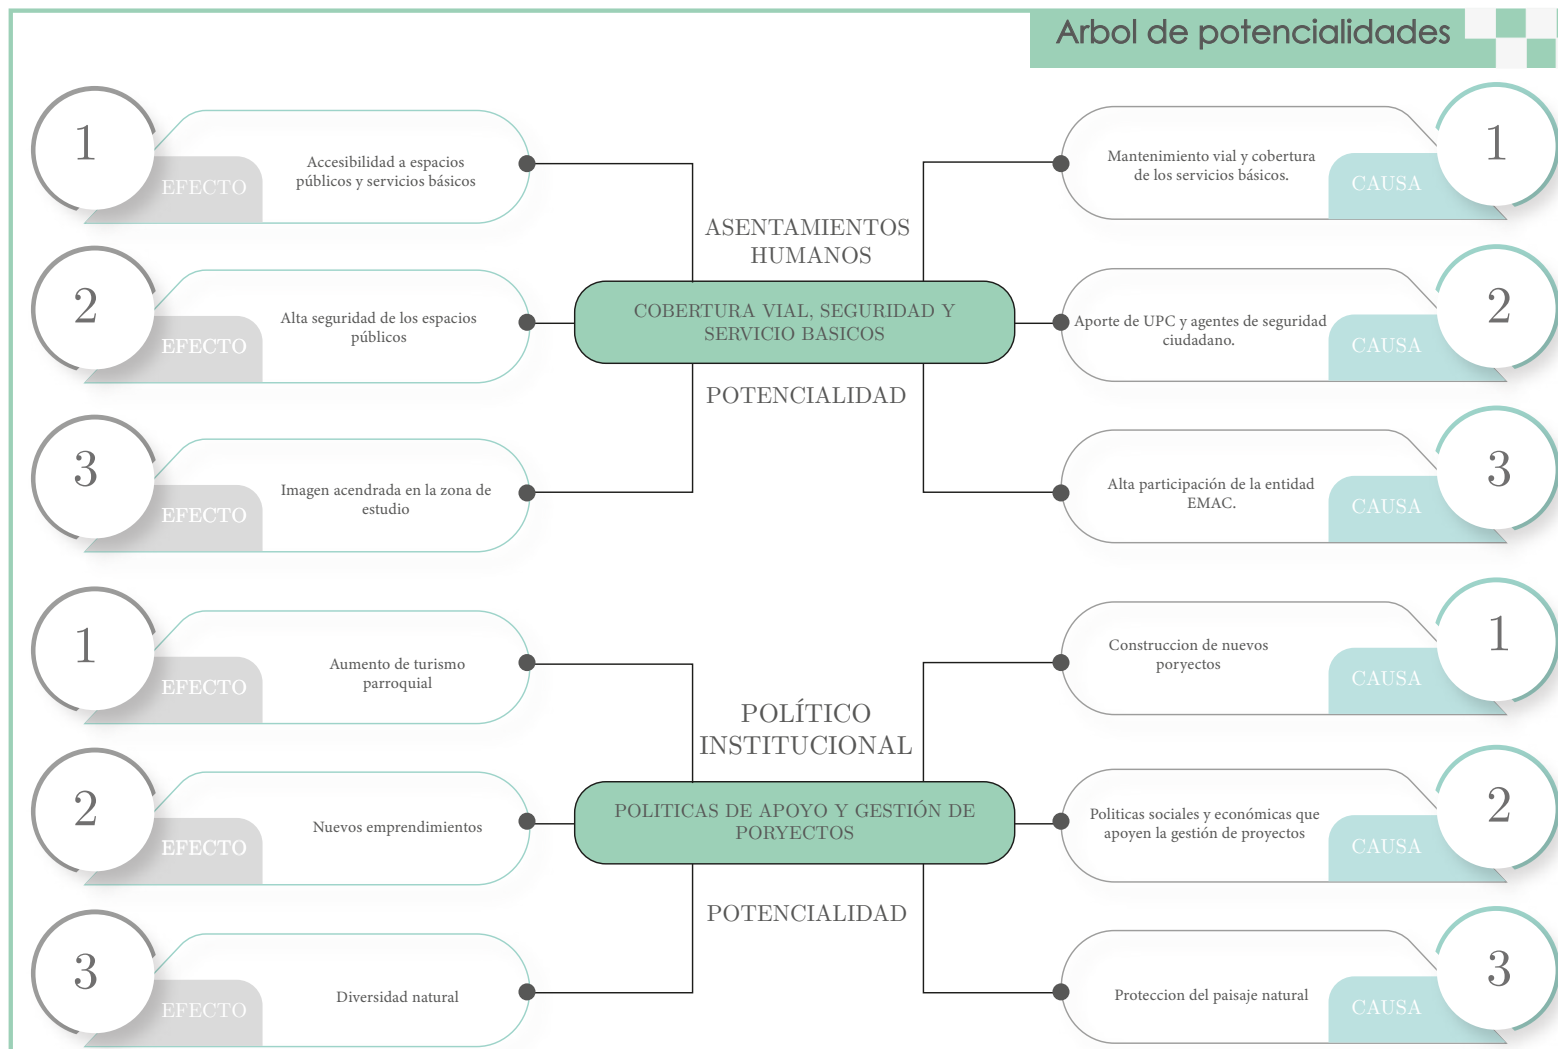 Arbol de potencialidades
1
EFECTO
Accesibilidad a espacios
públicos y servicios básicos
2
EFECTO
Alta seguridad de los espacios
públicos
3
EFECTO
Imagen acendrada en la zona de
estudio
ASENTAMIENTOS
HUMANOS
COBERTURA VIAL, SEGURIDAD Y
SERVICIO BASICOS
POTENCIALIDAD
Mantenimiento vial y cobertura
de los servicios básicos.
CAUSA
1
Aporte de UPC y agentes de seguridad
ciudadano.
CAUSA
2
Alta participación de la entidad
EMAC.
CAUSA
3
1
EFECTO
Aumento de turismo
parroquial
2
EFECTO
Nuevos emprendimientos
3
EFECTO
Diversidad natural
POLÍTICO
INSTITUCIONAL
POLITICAS DE APOYO Y GESTIÓN DE
PORYECTOS
POTENCIALIDAD
Construccion de nuevos
poryectos
CAUSA
1
Politicas sociales y económicas que
apoyen la gestión de proyectos
CAUSA
2
Proteccion del paisaje natural
CAUSA
3